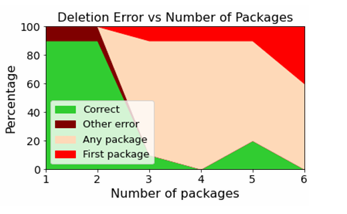 Deletion Error vs Number of Packages
100
80
60
40
20
0
Percentage
Correct
Other error
Any package
First package
1 2 3 4 5 6
Number of packages